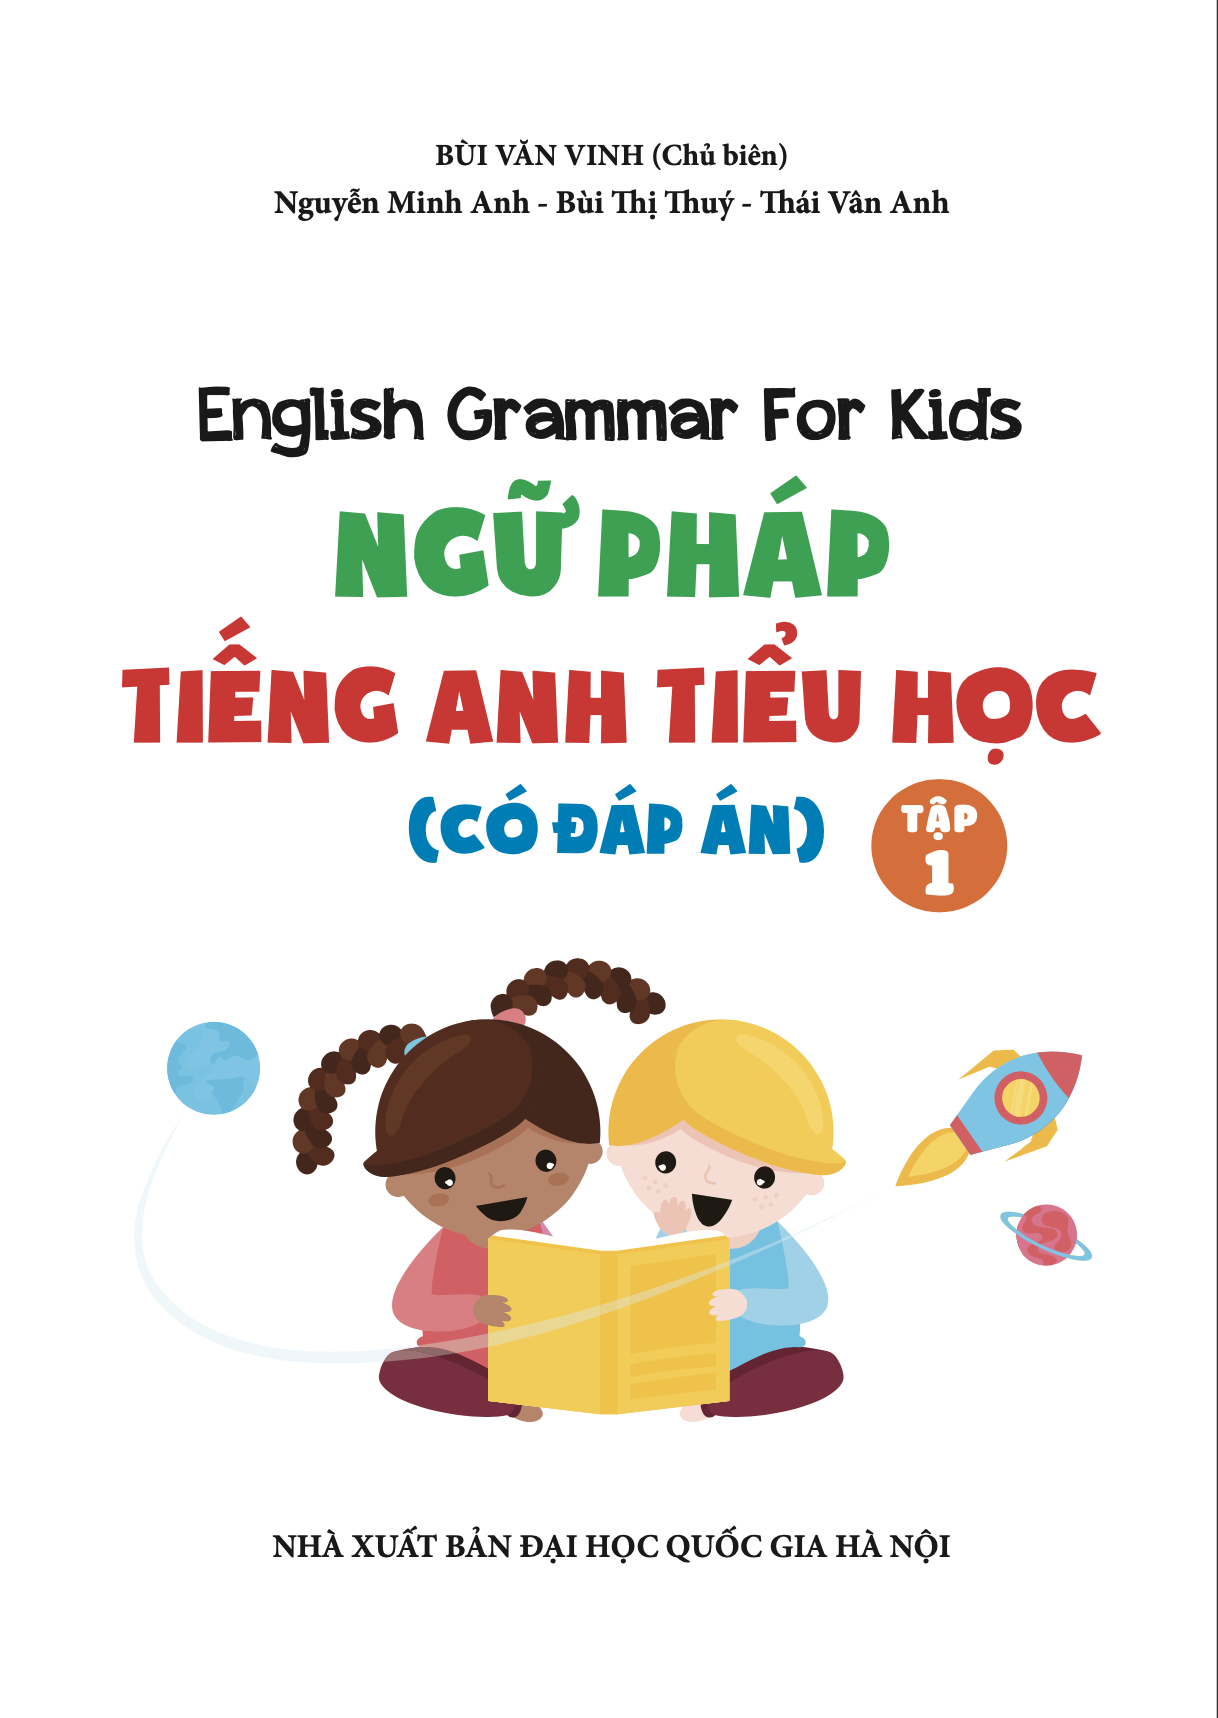 BÙI VĂN VINH (Chủ biên)
Nguyễn Minh Anh - Bùi Thị Thuý - Thái Vân Anh
English Grammar For Kids
NGỮ PHÁP
TIẾNG ANH TIỂU HỌC
(CÓ ĐÁP ÁN)
TẬP
1
NHÀ XUẤT BẢN ĐẠI HỌC QUỐC GIA HÀ NỘI